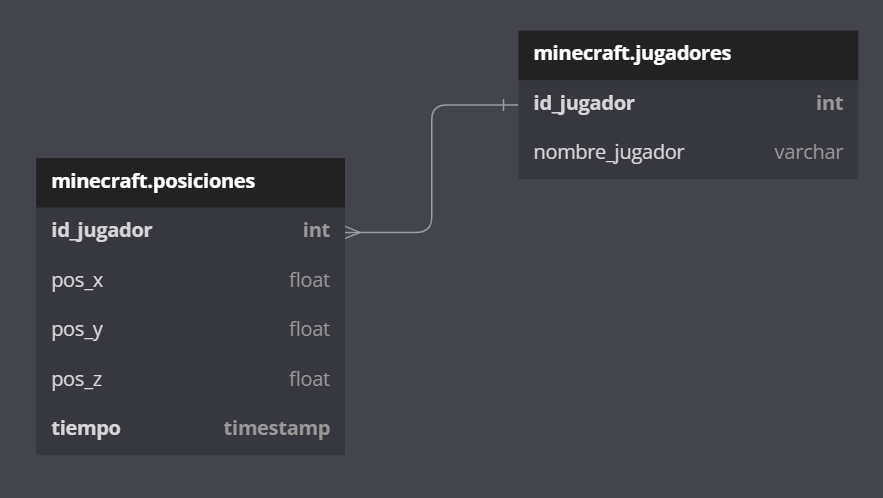 minecraft.jugadores
id_jugador int
nombre_jugador varchar
minecraft.posiciones
id_jugador int
pos_x float
pos_y float
pos_z float
tiempo timestamp